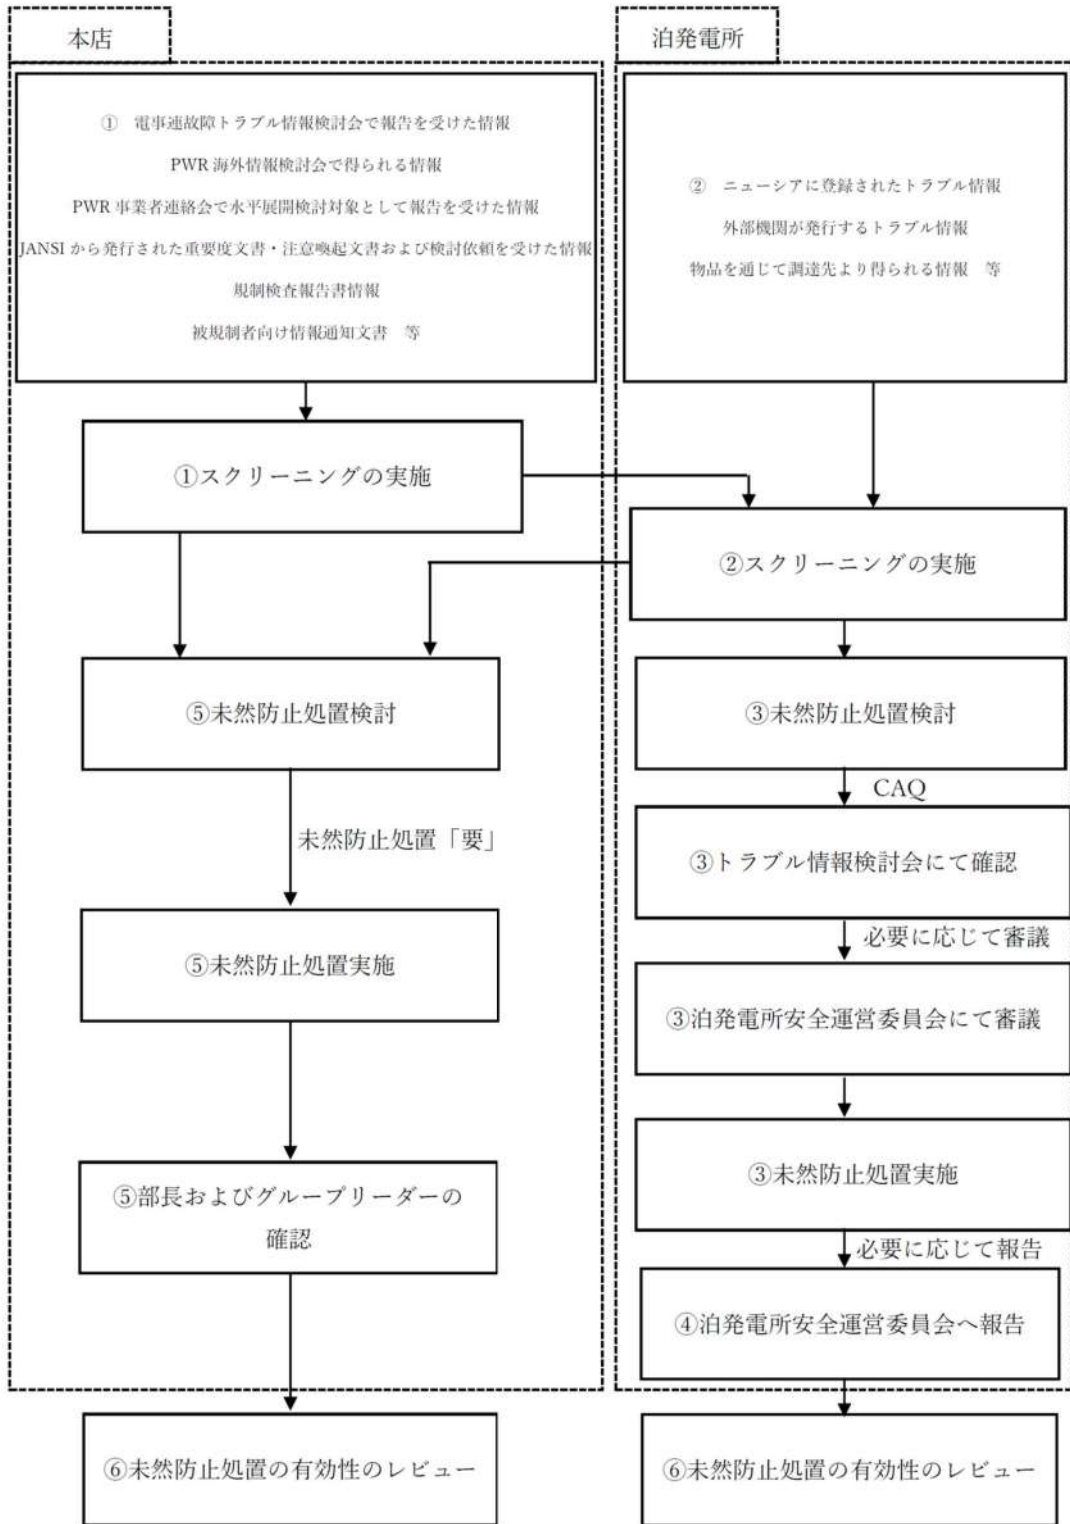 本店
① 電事連故障トラブル情報検討会で報告を受けた情報
PWR 海外情報検討会で得られる情報
PWR 事業者連絡会で水平展開検討対象として報告を受けた情報
JANSI から発行された重要度文書・注意喚起文書および検討依頼を受けた情報
規制検査報告書情報
被規制者向け情報通知文書 等
①スクリーニングの実施
⑤未然防止処置検討
未然防止処置「要」
⑤未然防止処置実施
⑤部長およびグループリーダーの
確認
⑥未然防止処置の有効性のレビュー
泊発電所
② ニューシアに登録されたトラブル情報
外部機関が発行するトラブル情報
物品を通じて調達先より得られる情報 等
②スクリーニングの実施
③未然防止処置検討
CAQ
③トラブル情報検討会にて確認
必要に応じて審議
③泊発電所安全運営委員会にて審議
③未然防止処置実施
必要に応じて報告
④泊発電所安全運営委員会へ報告
⑥未然防止処置の有効性のレビュー